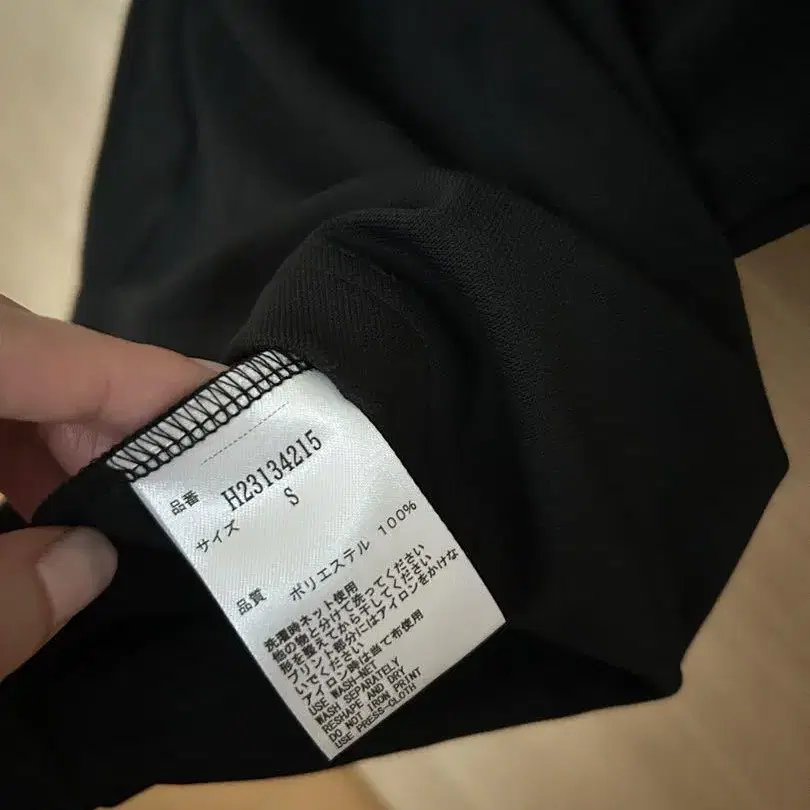 品番 H23134215
サイズ S
品質 ポリエステル 100%
洗濯時ネット使用
他の物と分けて洗ってください
形を整えてから干してください
プリント部分にはアイロンをかけな
いでください
アイロン時は当て布使用
USE WASH-NET
WASH SEPARATELY
RESHAPE AND DRY
DO NOT IRON PRINT
USE PRESS-CLOTH